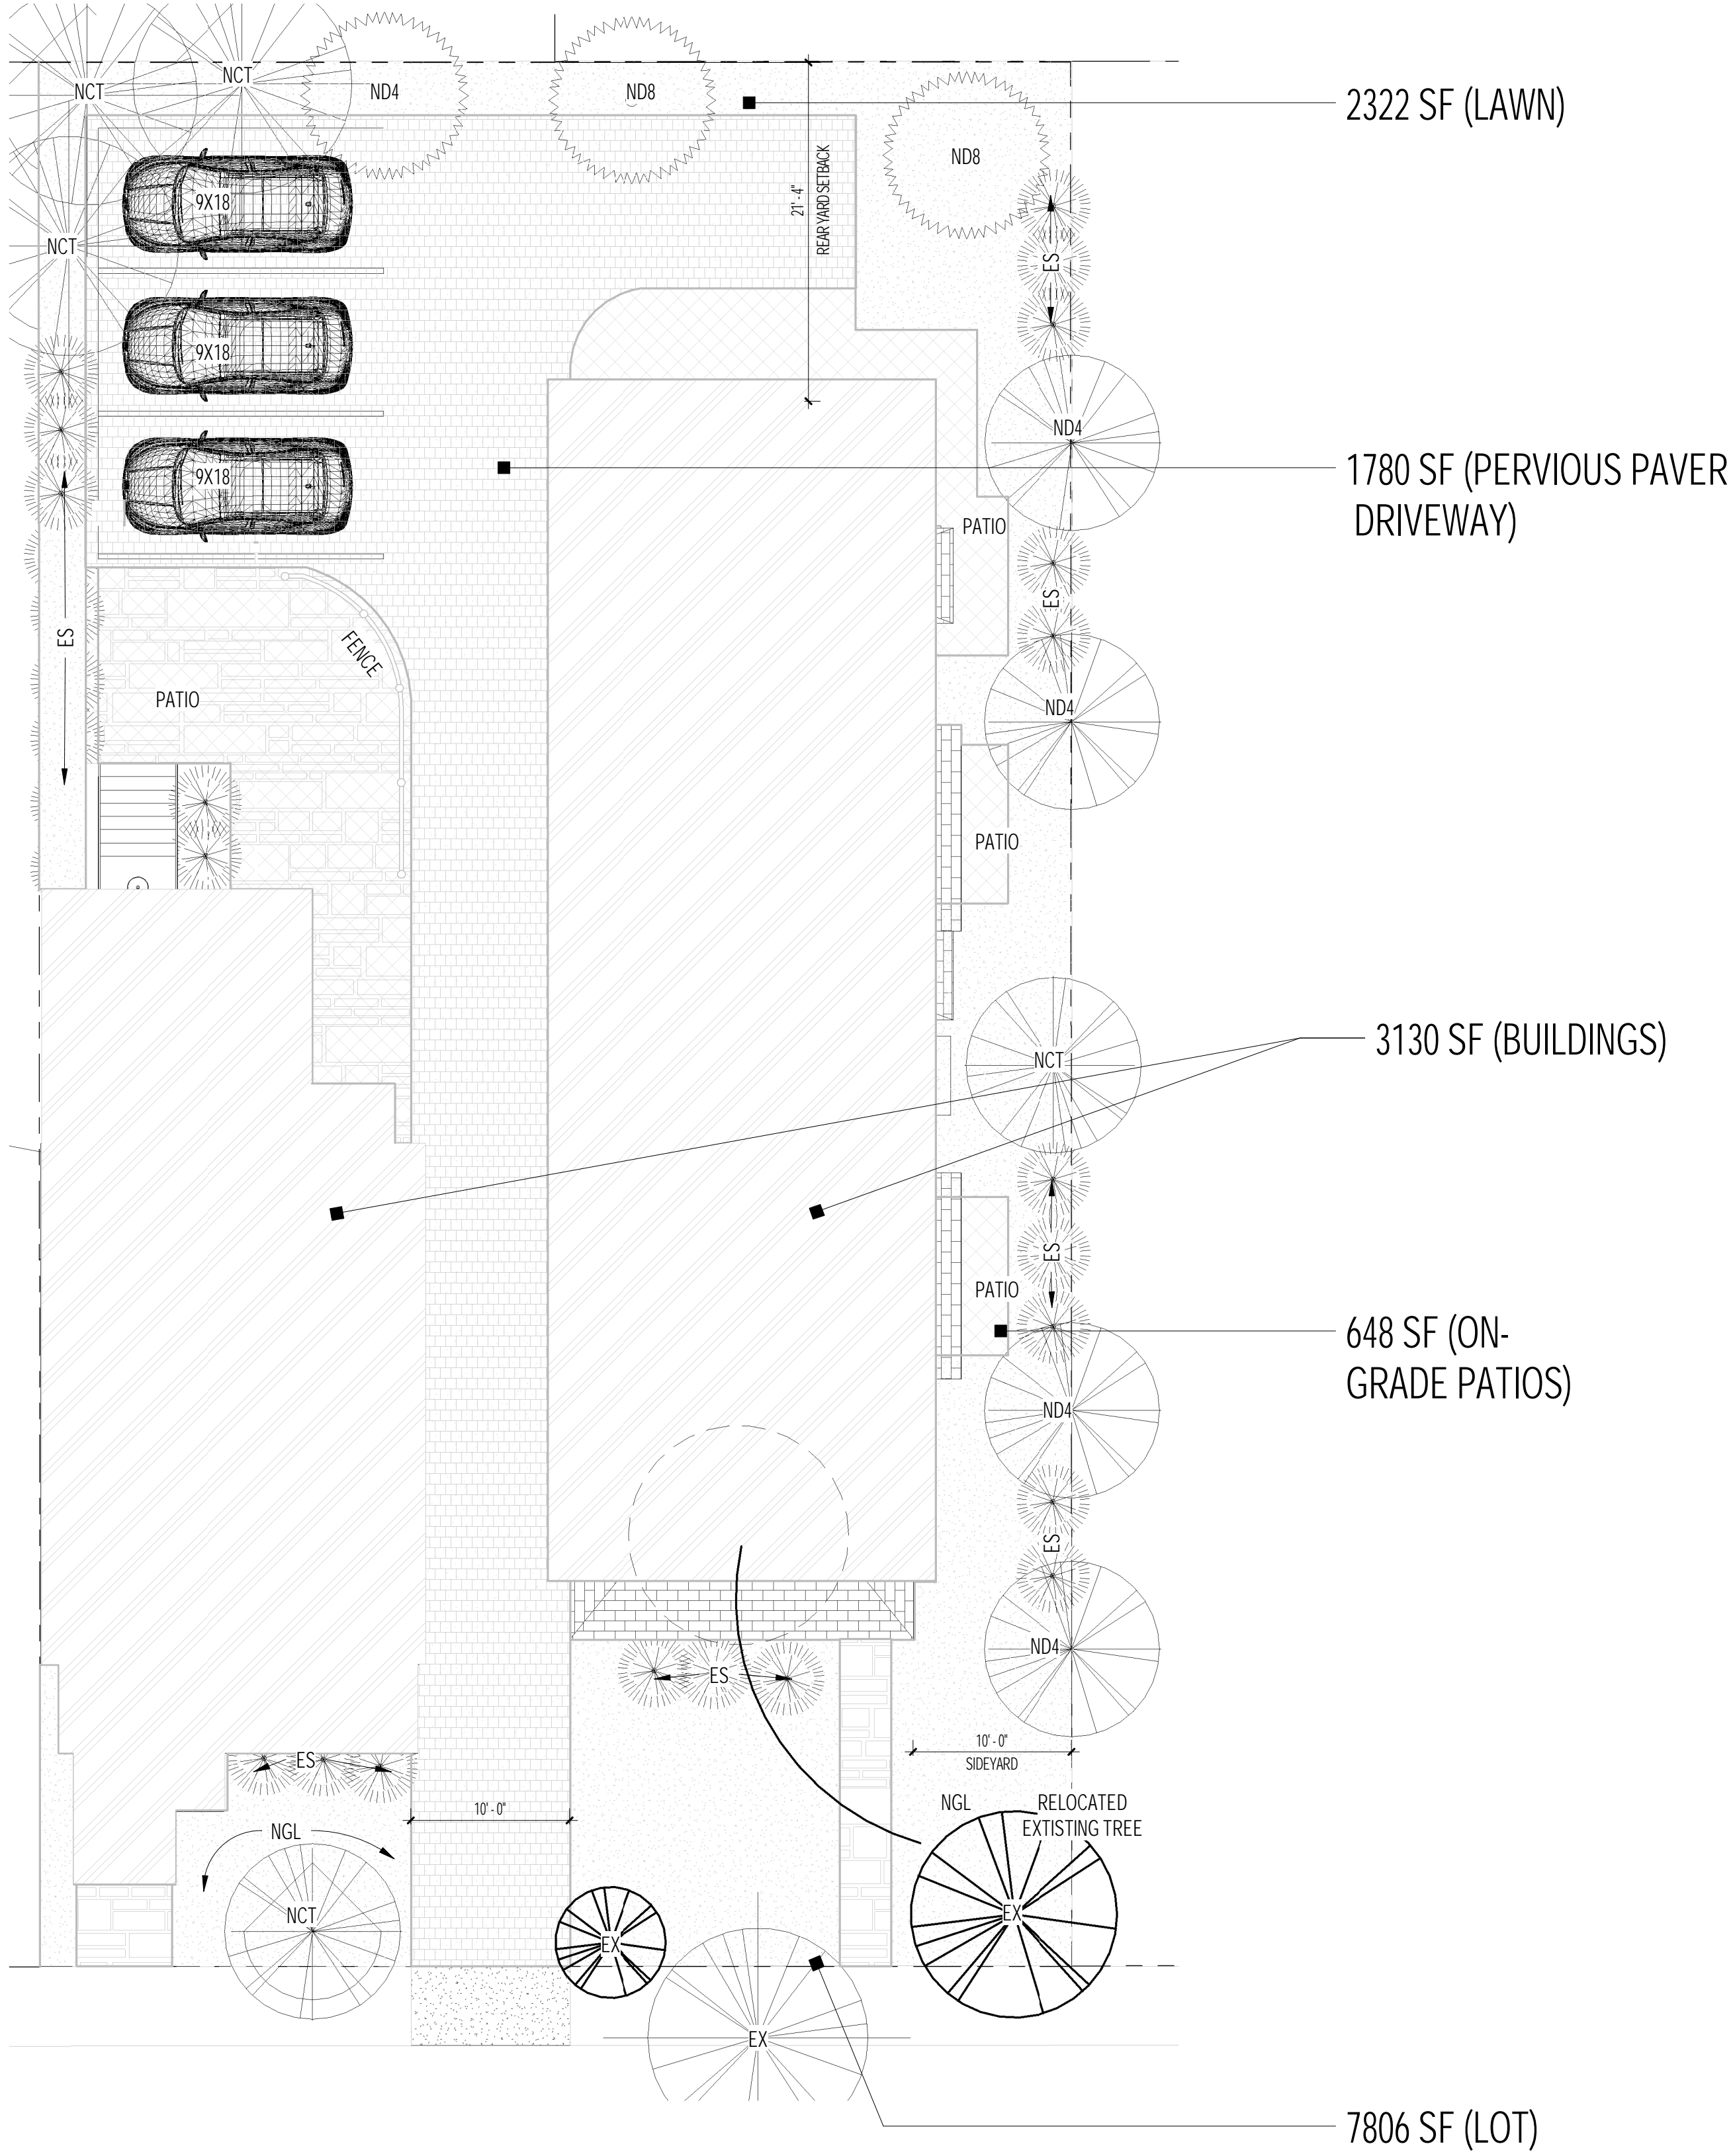 NCT
NCT
ND4
ND8
2322 SF (LAWN)
ND8
9X18
21' - 4"
REAR YARD SETBACK
NCT
ES
9X18
ND4
9X18
1780 SF (PERVIOUS PAVER
DRIVEWAY)
PATIO
ES
ES
FENCE
PATIO
ND4
PATIO
3130 SF (BUILDINGS)
NCT
ES
PATIO
648 SF (ON-
GRADE PATIOS)
ND4
ES
ND4
ES
10' - 0"
SIDEYARD
ES
10' - 0"
NGL
RELOCATED
EXTISTING TREE
NGL
NCT
EX
EX
EX
7806 SF (LOT)